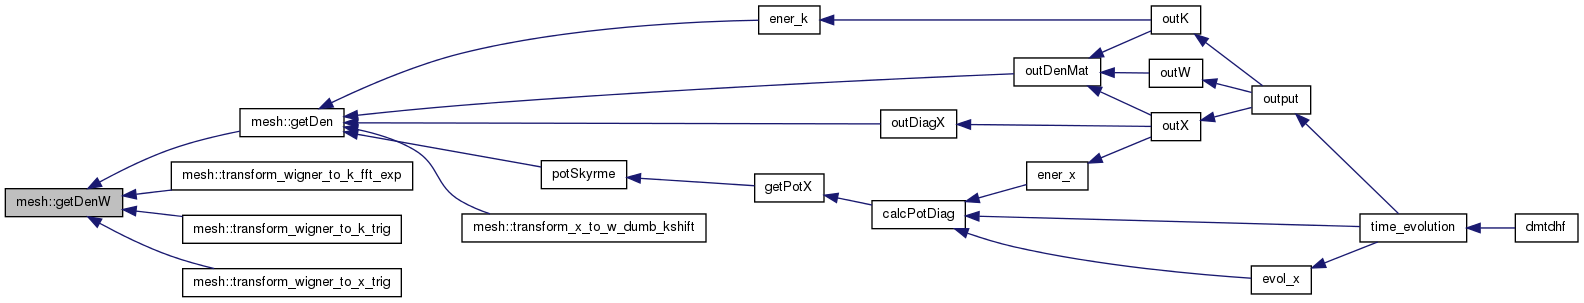 mesh::getDenW
mesh::getDen
mesh::transform_wigner_to_k_fft_exp
mesh::transform_wigner_to_k_trig
mesh::transform_wigner_to_x_trig
ener_k
outDenMat
outDiagX
potSkyrme
mesh::transform_x_to_w_dumb_kshift
getPotX
calcPotDiag
outK
outW
outX
ener_x
output
time_evolution
evol_x
dmtdhf